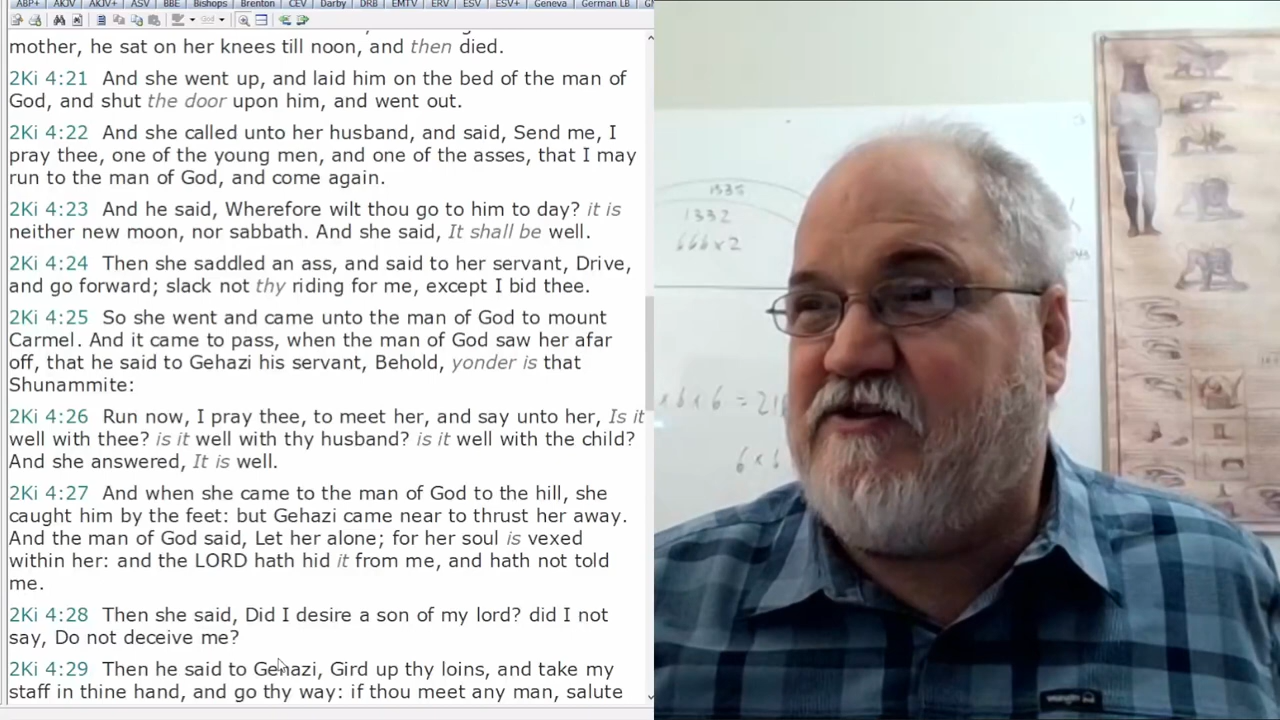 ABP+ AKJV AKJV+ ASV BBE Bishops Brenton CEV Darby DRB EMTV ERV ESV ESV+ Geneva German LB
mother, he sat on her knees till noon, and then died.
2Ki 4:21 And she went up, and laid him on the bed of the man of
God, and shut the door upon him, and went out.
2Ki 4:22 And she called unto her husband, and said, Send me, I
pray thee, one of the young men, and one of the asses, that I may
run to the man of God, and come again.
2Ki 4:23 And he said, Wherefore wilt thou go to him to day? it is
neither new moon, nor sabbath. And she said, It shall be well.
2Ki 4:24 Then she saddled an ass, and said to her servant, Drive,
and go forward; slack not thy riding for me, except I bid thee.
2Ki 4:25 So she went and came unto the man of God to mount
Carmel. And it came to pass, when the man of God saw her afar
off, that he said to Gehazi his servant, Behold, yonder is that
Shunammite:
2Ki 4:26 Run now, I pray thee, to meet her, and say unto her, Is it
well with thee? is it well with thy husband? is it well with the child?
And she answered, It is well.
2Ki 4:27 And when she came to the man of God to the hill, she
caught him by the feet: but Gehazi came near to thrust her away.
And the man of God said, Let her alone; for her soul is vexed
within her: and the LORD hath hid it from me, and hath not told
me.
2Ki 4:28 Then she said, Did I desire a son of my lord? did I not
say, Do not deceive me?
2Ki 4:29 Then he said to Gehazi, Gird up thy loins, and take my
staff in thine hand, and go thy way: if thou meet any man, salute
1335
1332
666x2
wrangler